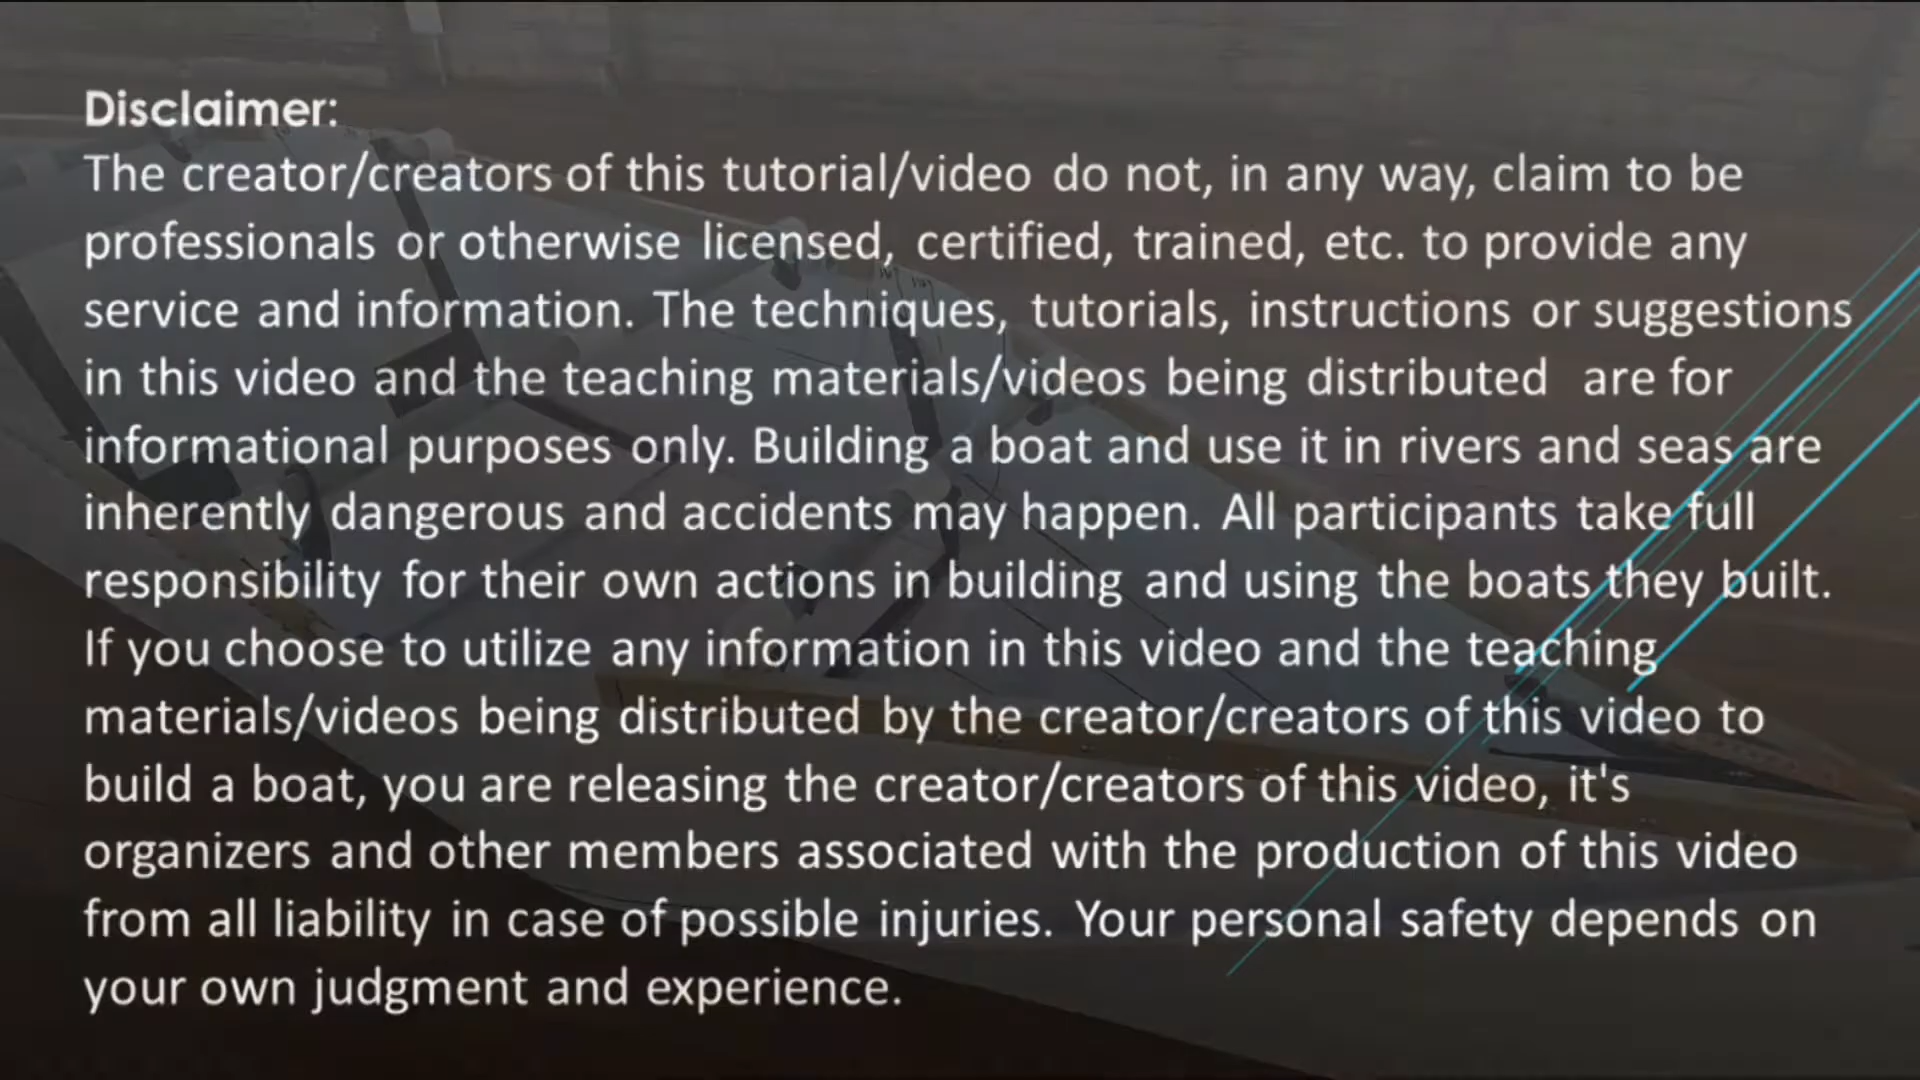 Disclaimer:
The creator/creators of this tutorial/video do not, in any way, claim to be
professionals or otherwise licensed, certified, trained, etc. to provide any
service and information. The techniques, tutorials, instructions or suggestions
in this video and the teaching materials/videos being distributed are for
informational purposes only. Building a boat and use it in rivers and seas are
inherently dangerous and accidents may happen. All participants take full
responsibility for their own actions in building and using the boats they built.
If you choose to utilize any information in this video and the teaching
materials/videos being distributed by the creator/creators of this video to
build a boat, you are releasing the creator/creators of this video, it's
organizers and other members associated with the production of this video
from all liability in case of possible injuries. Your personal safety depends on
your own judgment and experience.